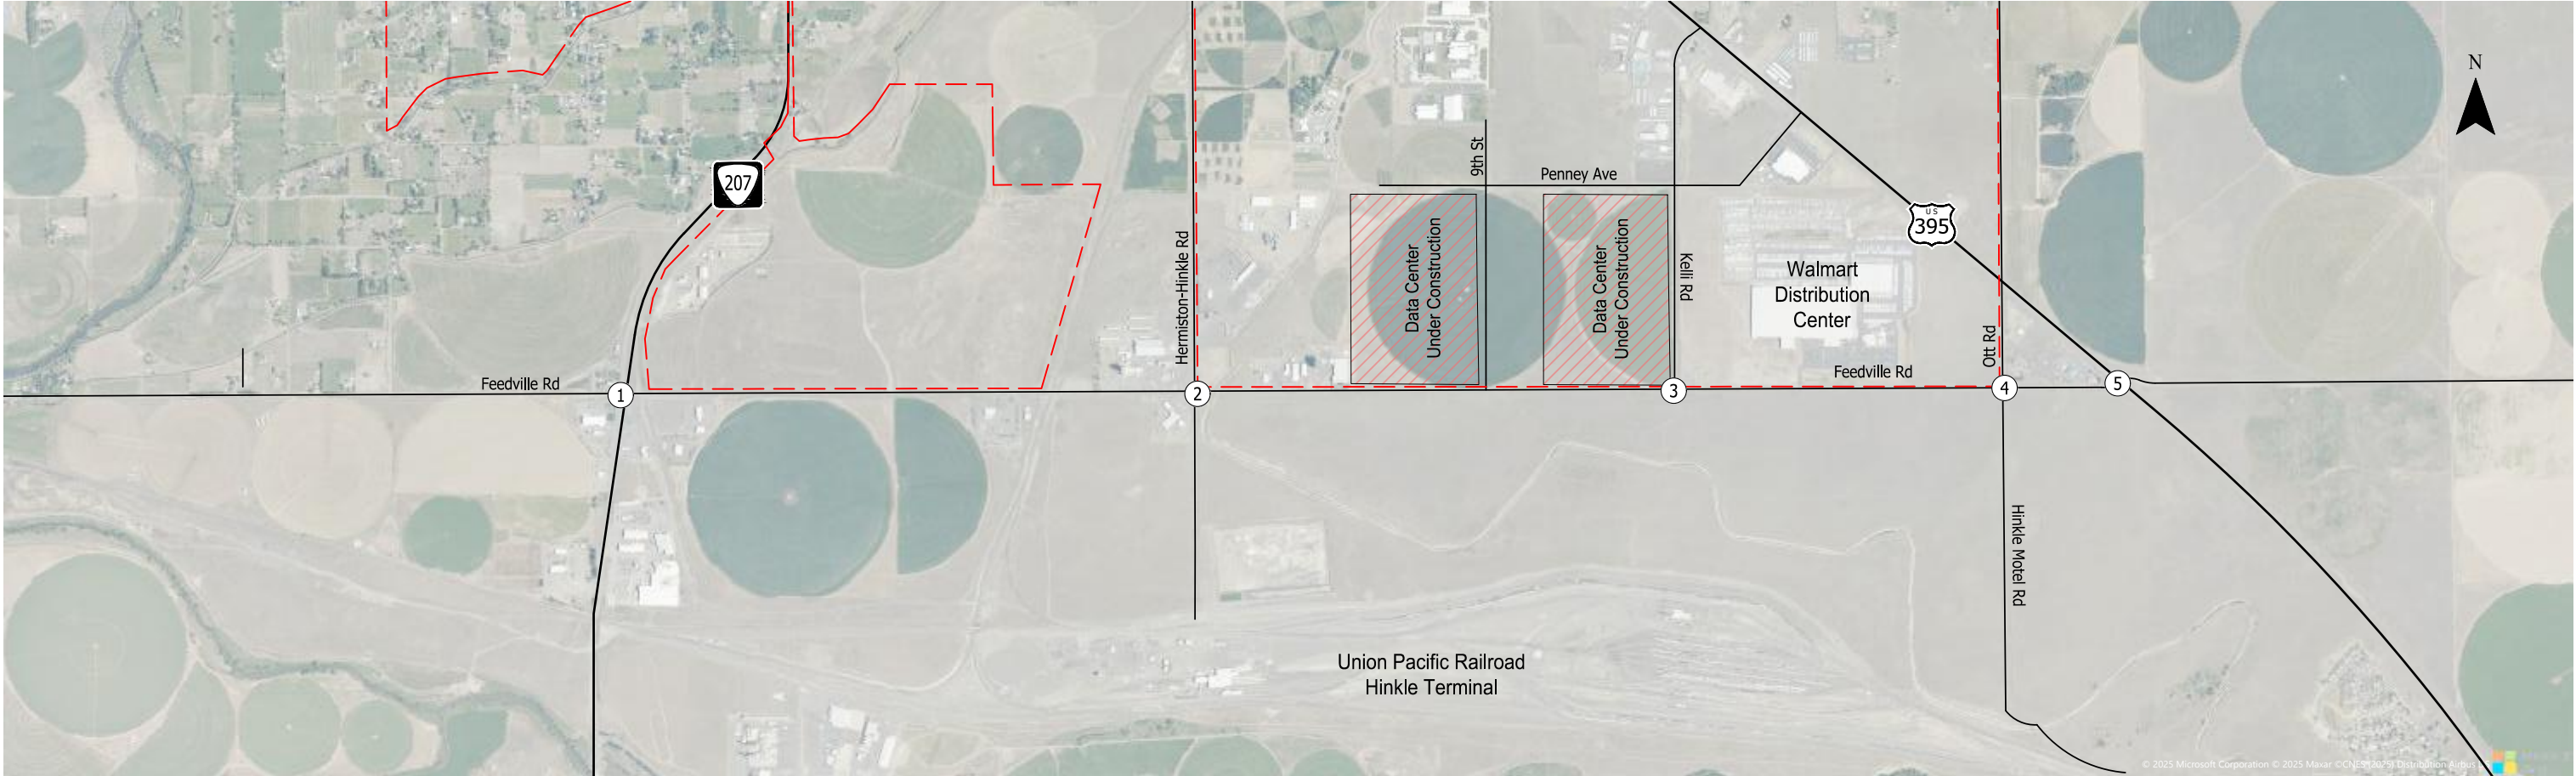 N
207
9th St
Penney Ave
US
395
Hermiston-Hinkle Rd
Data Center
Under Construction
Data Center
Under Construction
Kelli Rd
Walmart
Distribution
Center
Ott Rd
Feedville Rd
Feedville Rd
1
2
3
4
5
Hinkle Motel Rd
Union Pacific Railroad
Hinkle Terminal
© 2025 Microsoft Corporation © 2025 Maxar ©CNES (2025) Distribution Airbus